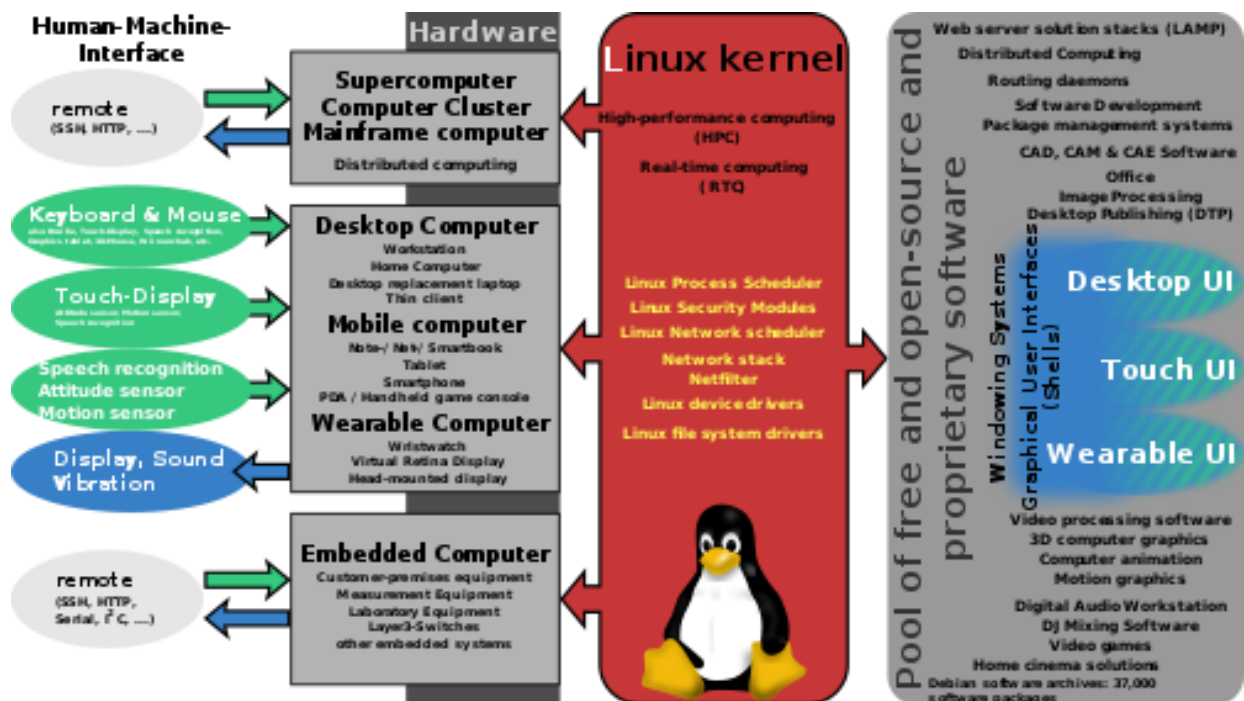 Human-Machine-
Interface
remote
(SSH, HTTP, ....)
Keyboard & Mouse
Touch-Display
Attitude sensor, Motion sensor,
Speech recognition
Speech recognition
Attitude sensor
Motion sensor
Display, Sound
Vibration
remote
(SSH, HTTP,
Serial, I²C, ....)
Hardware
Supercomputer
Computer Cluster
Mainframe computer
Distributed computing
Desktop Computer
Workstation
Home Computer
Desktop replacement laptop
Thin client
Mobile computer
Note-/ Net-/ Smartbook
Tablet
Smartphone
PDA / Handheld game console
Wearable Computer
Wristwatch
Virtual Retina Display
Head-mounted display
Embedded Computer
Customer-premises equipment
Measurement Equipment
Laboratory Equipment
Layer3-Switches
other embedded systems
Linux kernel
High-performance computing
(HPC)
Real-time computing
(RTC)
Linux Process Scheduler
Linux Security Modules
Linux Network scheduler
Network stack
Netfilter
Linux device drivers
Linux file system drivers
Pool of free and open-source and
proprietary software
Web server solution stacks (LAMP)
Distributed Computing
Routing daemons
Software Development
Package management systems
CAD, CAM & CAE Software
Office
Image Processing
Desktop Publishing (DTP)
Windowing Systems
Graphical User Interfaces
(Shells)
Desktop UI
Touch UI
Wearable UI
Video processing software
3D computer graphics
Computer animation
Motion graphics
Digital Audio Workstation
DJ Mixing Software
Video games
Home cinema solutions
Debian software archives: 37,000
software packages